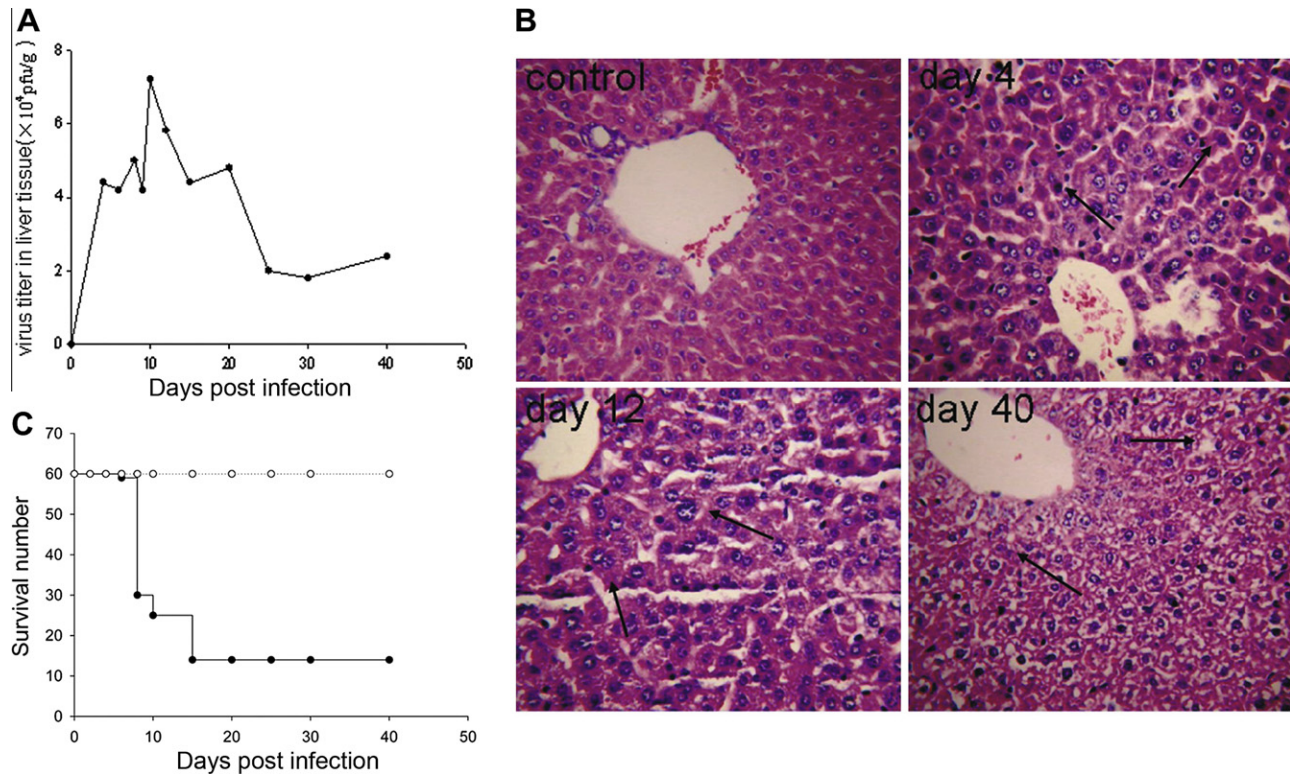 A
virus titer in liver tissue(×10⁴pfu/g)
8
6
4
2
0
0
10
20
30
40
50
Days post infection
B
control
day 4
day 12
day 40
C
Survival number
70
60
50
40
30
20
10
0
0
10
20
30
40
50
Days post infection